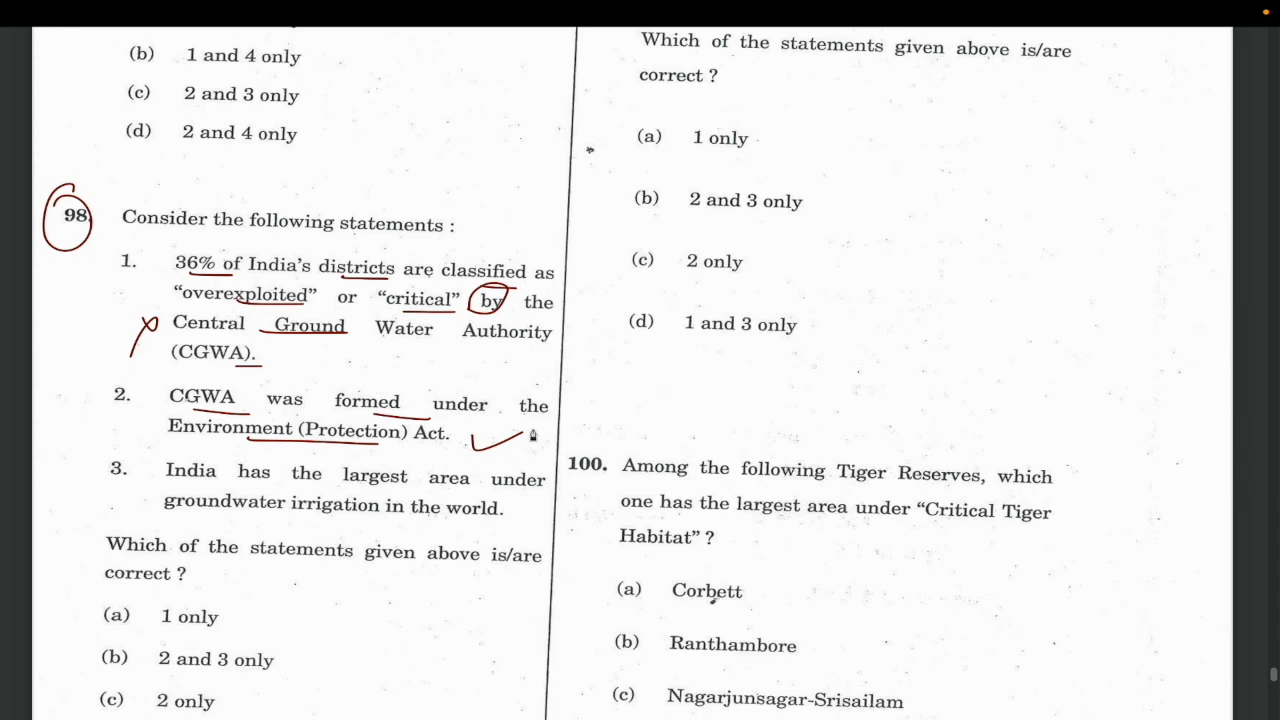 (b) 1 and 4 only
(c) 2 and 3 only
(d) 2 and 4 only
98. Consider the following statements :
1. 36% of India's districts are classified as
"overexploited" or "critical" by the
Central Ground Water Authority
(CGWA).
2. CGWA was formed under the
Environment (Protection) Act.
3. India has the largest area under
groundwater irrigation in the world.
Which of the statements given above is/are
correct ?
(a) 1 only
(b) 2 and 3 only
(c) 2 only
Which of the statements given above is/are
correct ?
(a) 1 only
(b) 2 and 3 only
(c) 2 only
(d) 1 and 3 only
100. Among the following Tiger Reserves, which
one has the largest area under "Critical Tiger
Habitat" ?
(a) Corbett
(b) Ranthambore
(c) Nagarjunsagar-Srisailam